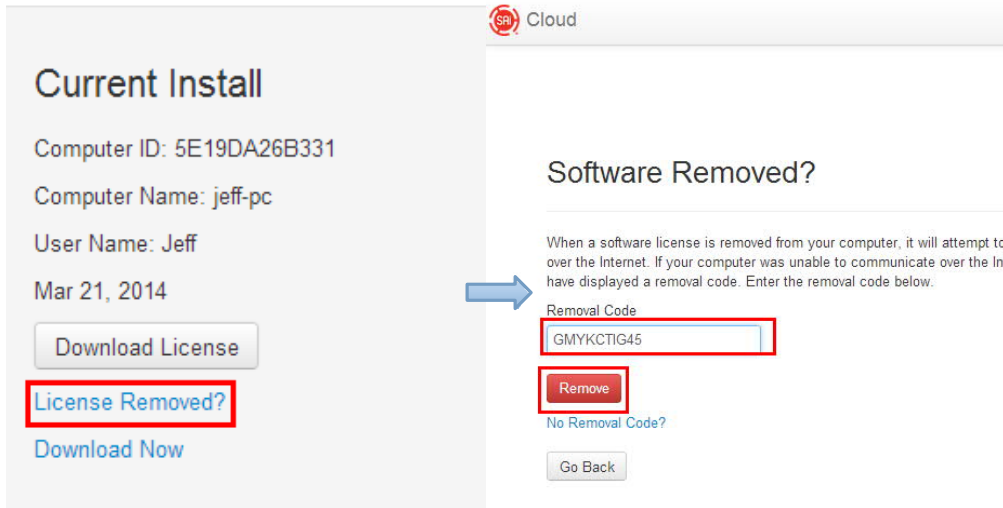 Current Install
Computer ID: 5E19DA26B331
Computer Name: jeff-pc
User Name: Jeff
Mar 21, 2014
Download License
License Removed?
Download Now
SAi Cloud
Software Removed?
When a software license is removed from your computer, it will attempt to
over the Internet. If your computer was unable to communicate over the In
have displayed a removal code. Enter the removal code below.
Removal Code
GMYKCTIG45
Remove
No Removal Code?
Go Back